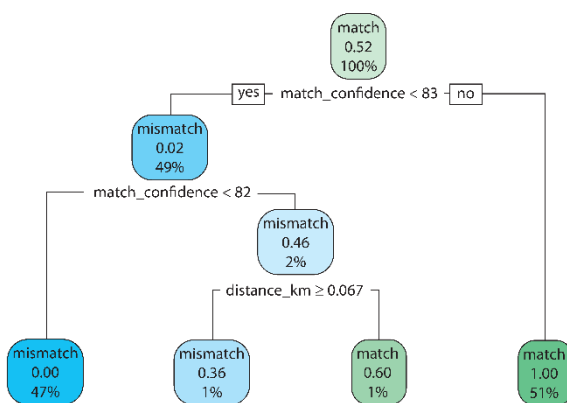 match
0.52
100%
yes match_confidence < 83 no
mismatch
0.02
49%
match_confidence < 82
mismatch
0.46
2%
distance_km ≥ 0.067
mismatch
0.00
47%
mismatch
0.36
1%
match
0.60
1%
match
1.00
51%